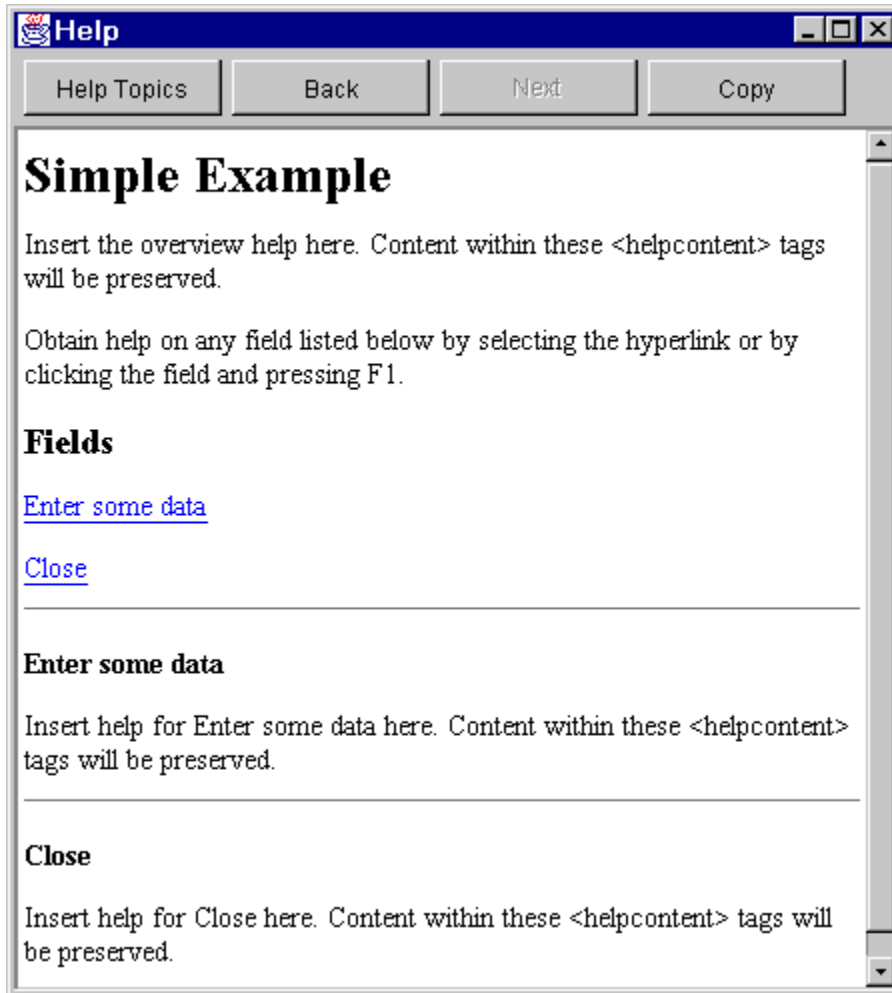 Help
Help Topics Back Next Copy
Simple Example
Insert the overview help here. Content within these <helpcontent> tags
will be preserved.
Obtain help on any field listed below by selecting the hyperlink or by
clicking the field and pressing F1.
Fields
Enter some data
Close
Enter some data
Insert help for Enter some data here. Content within these <helpcontent>
tags will be preserved.
Close
Insert help for Close here. Content within these <helpcontent> tags will
be preserved.